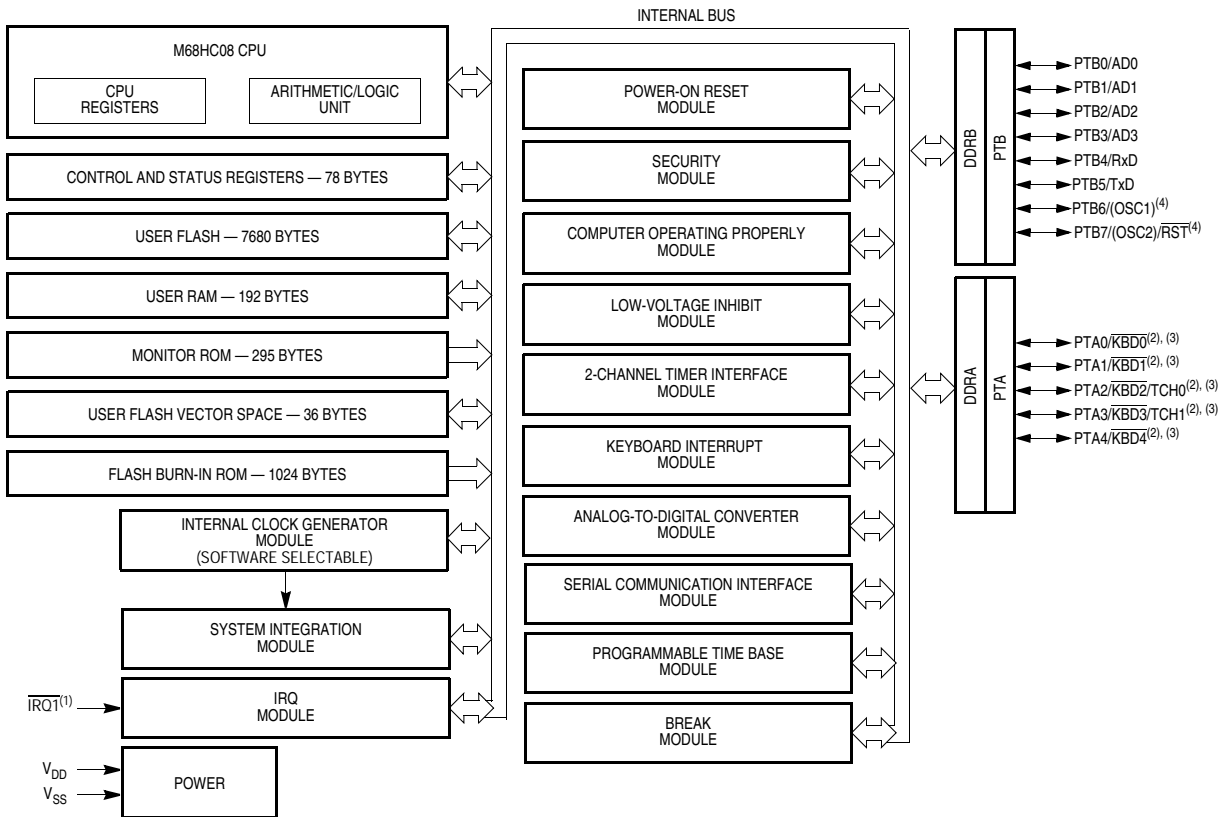 INTERNAL BUS
M68HC08 CPU
CPU
REGISTERS
ARITHMETIC/LOGIC
UNIT
CONTROL AND STATUS REGISTERS — 78 BYTES
USER FLASH — 7680 BYTES
USER RAM — 192 BYTES
MONITOR ROM — 295 BYTES
USER FLASH VECTOR SPACE — 36 BYTES
FLASH BURN-IN ROM — 1024 BYTES
INTERNAL CLOCK GENERATOR
MODULE
(SOFTWARE SELECTABLE)
SYSTEM INTEGRATION
MODULE
IRQ1(1)
IRQ
MODULE
VDD
VSS
POWER
POWER-ON RESET
MODULE
SECURITY
MODULE
COMPUTER OPERATING PROPERLY
MODULE
LOW-VOLTAGE INHIBIT
MODULE
2-CHANNEL TIMER INTERFACE
MODULE
KEYBOARD INTERRUPT
MODULE
ANALOG-TO-DIGITAL CONVERTER
MODULE
SERIAL COMMUNICATION INTERFACE
MODULE
PROGRAMMABLE TIME BASE
MODULE
BREAK
MODULE
DDRB
PTB
PTB0/AD0
PTB1/AD1
PTB2/AD2
PTB3/AD3
PTB4/RxD
PTB5/TxD
PTB6/(OSC1)(4)
PTB7/(OSC2)/RST(4)
DDRA
PTA
PTA0/KBD0(2), (3)
PTA1/KBD1(2), (3)
PTA2/KBD2/TCH0(2), (3)
PTA3/KBD3/TCH1(2), (3)
PTA4/KBD4(2), (3)